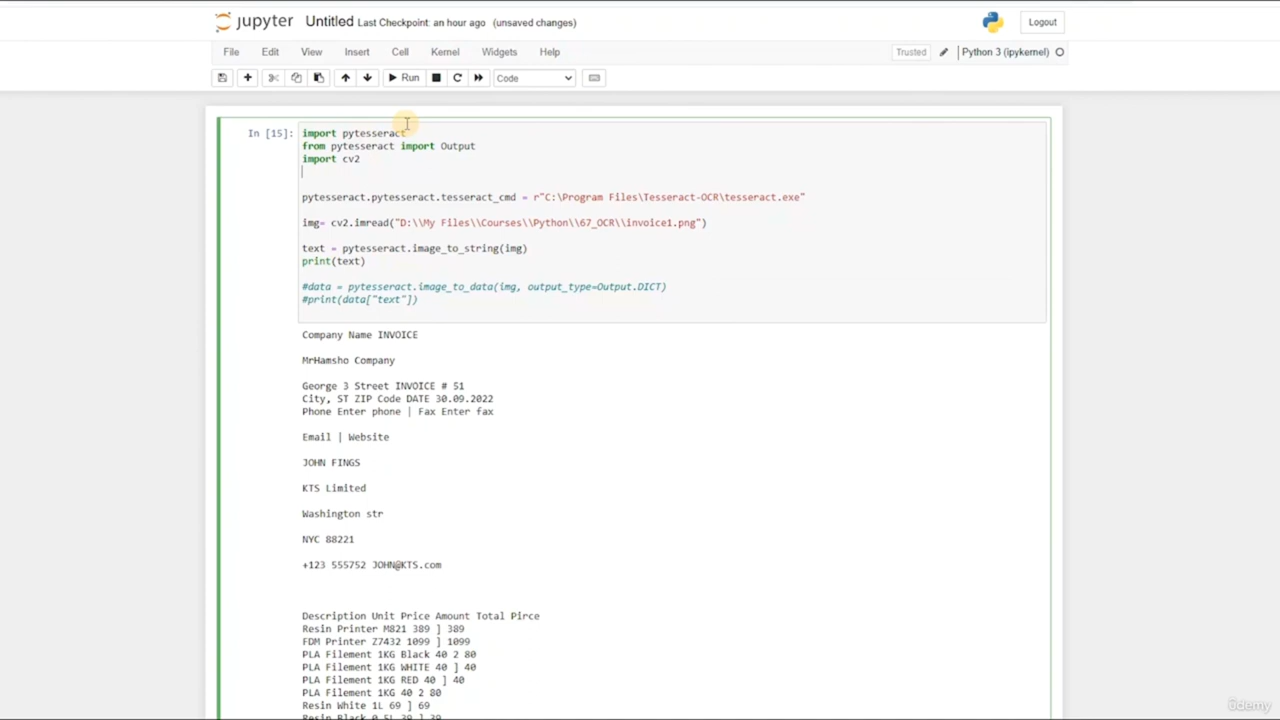 jupyter Untitled Last Checkpoint: an hour ago (unsaved changes) Logout
File Edit View Insert Cell Kernel Widgets Help Trusted Python 3 (ipykernel)
Run Code
In [15]: import pytesseract
from pytesseract import Output
import cv2
pytesseract.pytesseract.tesseract_cmd = r"C:\Program Files\Tesseract-OCR\tesseract.exe"
img= cv2.imread("D:\\My Files\\Courses\\Python\\67_OCR\\invoice1.png")
text = pytesseract.image_to_string(img)
print(text)
#data = pytesseract.image_to_data(img, output_type=Output.DICT)
#print(data["text"])
Company Name INVOICE
MrHamsho Company
George 3 Street INVOICE # 51
City, ST ZIP Code DATE 30.09.2022
Phone Enter phone | Fax Enter fax
Email | Website
JOHN FINGS
KTS Limited
Washington str
NYC 88221
+123 555752 JOHN@KTS.com
Description Unit Price Amount Total Pirce
Resin Printer M821 389 ] 389
FDM Printer Z7432 1099 ] 1099
PLA Filement 1KG Black 40 2 80
PLA Filement 1KG WHITE 40 ] 40
PLA Filement 1KG RED 40 ] 40
PLA Filement 1KG 40 2 80
Resin White 1L 69 ] 69
Resin Black 0.5L 39 ] 39
ûdemy